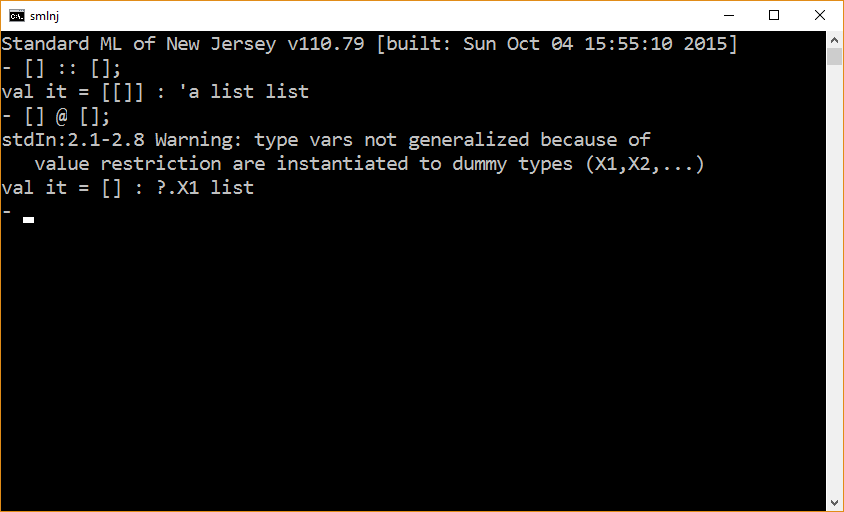 smlnj
Standard ML of New Jersey v110.79 [built: Sun Oct 04 15:55:10 2015]
- [] :: [];
val it = [[]] : 'a list list
- [] @ [];
stdIn:2.1-2.8 Warning: type vars not generalized because of
   value restriction are instantiated to dummy types (X1,X2,...)
val it = [] : ?.X1 list
-